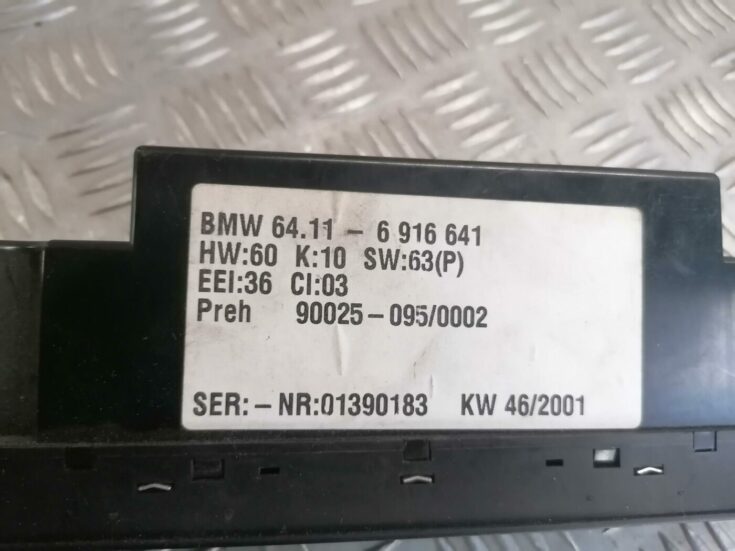 BMW 64.11 - 6 916 641
HW:60 K:10 SW:63(P)
EEI:36 CI:03
Preh 90025-095/0002
SER:-NR:01390183 KW 46/2001